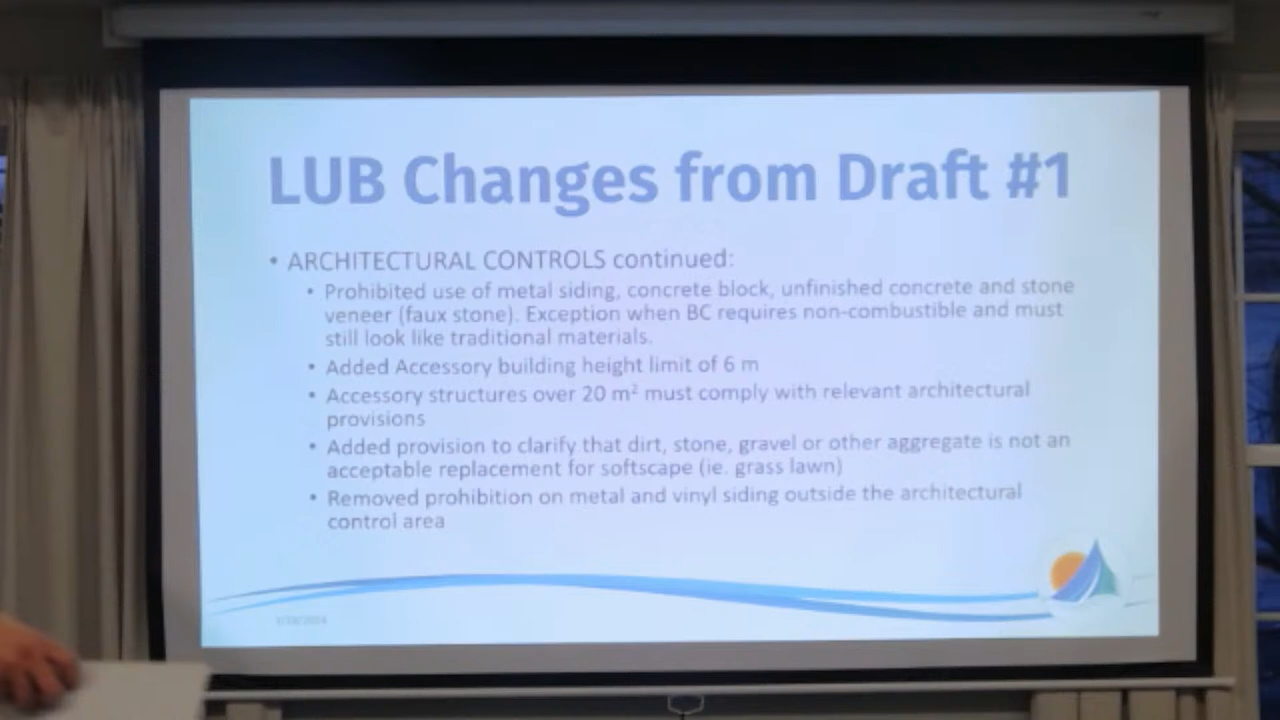 LUB Changes from Draft #1
• ARCHITECTURAL CONTROLS continued:
• Prohibited use of metal siding, concrete block, unfinished concrete and stone
veneer (faux stone). Exception when BC requires non-combustible and must
still look like traditional materials.
• Added Accessory building height limit of 6 m
• Accessory structures over 20 m² must comply with relevant architectural
provisions
• Added provision to clarify that dirt, stone, gravel or other aggregate is not an
acceptable replacement for softscape (ie. grass lawn)
• Removed prohibition on metal and vinyl siding outside the architectural
control area